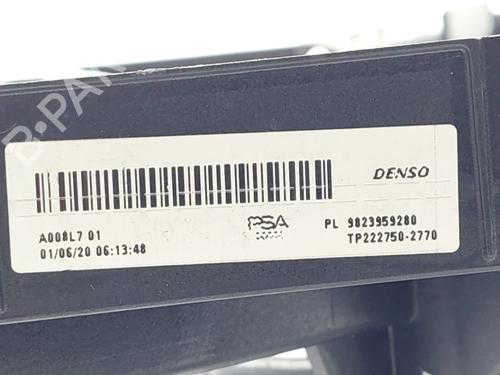 B-PARTS
DENSO
A008L7 01
01/06/20 06:13:48
PSA
PL 9823959280
TP222750-2770